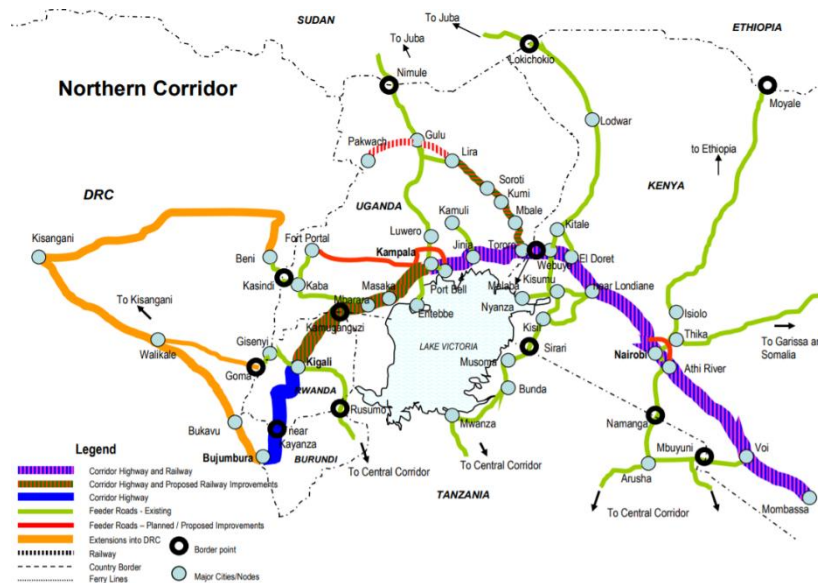 SUDAN
ETHIOPIA
To Juba
To Juba
Nimule
Lokichokio
Moyale
Northern Corridor
Pakwach
Gulu
Lira
Lodwar
to Ethiopia
DRC
Soroti
Kumi
Mbale
KENYA
UGANDA
Kamuli
Kitale
Kisangani
Luwero
Tororo
Fort Portal
Kampala
Jinja
Webuye
El Doret
Beni
Kasindi
Kaba
Port Bell
Malaba
Kisumu
near Londiane
To Kisangani
Mbarara
Masaka
Entebbe
Nyanza
Kamuganguzi
Kisii
Isiolo
Thika
Walikale
Gisenyi
LAKE VICTORIA
Sirari
To Garissa an
Somalia
Goma
Kigali
Musoma
Nairobi
Athi River
RWANDA
Bunda
Rusumo
Mwanza
Namanga
Bukavu
near
Kayanza
Mbuyuni
Voi
Legend
Bujumbura
BURUNDI
To Central Corridor
To Central Corridor
Arusha
Mombassa
TANZANIA
To Central Corridor
Corridor Highway and Railway
Corridor Highway and Proposed Railway Improvements
Corridor Highway
Feeder Roads - Existing
Feeder Roads – Planned / Proposed Improvements
Extensions into DRC
Railway
Country Border
Ferry Lines
Border point
Major Cities/Nodes